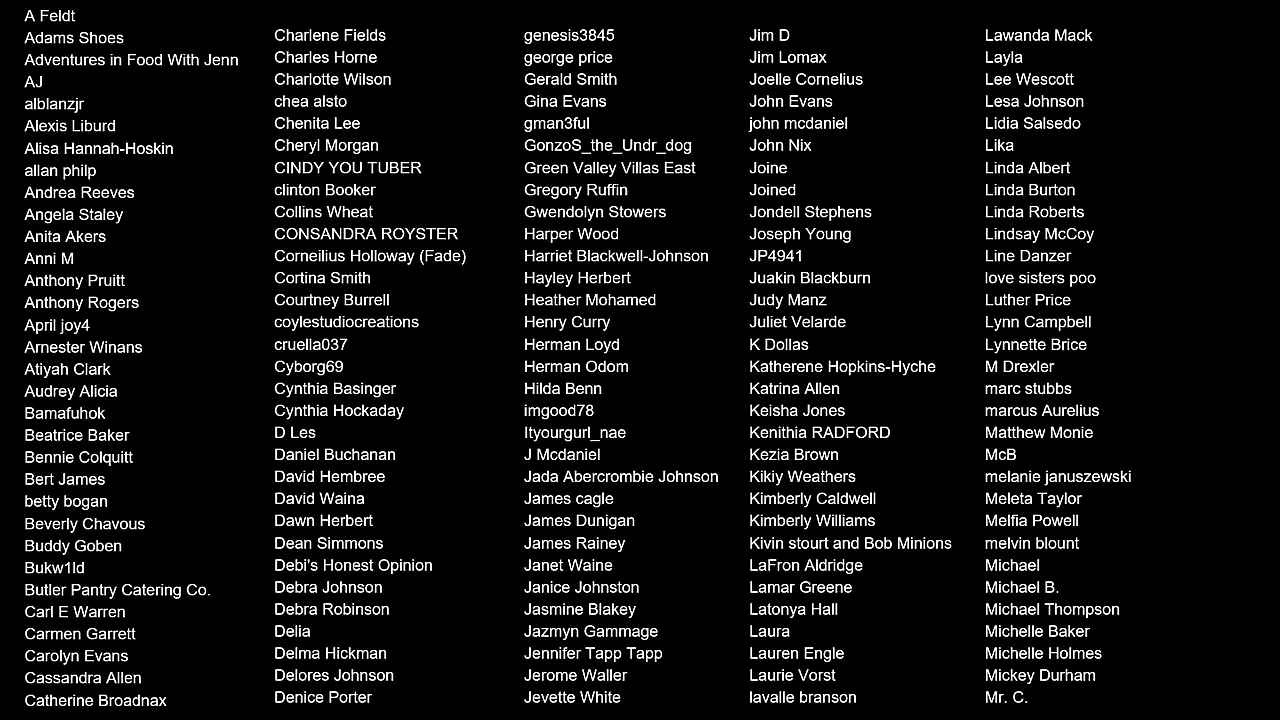 A Feldt
Adams Shoes
Adventures in Food With Jenn
AJ
alblanzjr
Alexis Liburd
Alisa Hannah-Hoskin
allan philp
Andrea Reeves
Angela Staley
Anita Akers
Anni M
Anthony Pruitt
Anthony Rogers
April joy4
Arnester Winans
Atiyah Clark
Audrey Alicia
Bamafuhok
Beatrice Baker
Bennie Colquitt
Bert James
betty bogan
Beverly Chavous
Buddy Goben
Bukw1ld
Butler Pantry Catering Co.
Carl E Warren
Carmen Garrett
Carolyn Evans
Cassandra Allen
Catherine Broadnax
Charlene Fields
Charles Horne
Charlotte Wilson
chea alsto
Chenita Lee
Cheryl Morgan
CINDY YOU TUBER
clinton Booker
Collins Wheat
CONSANDRA ROYSTER
Corneilius Holloway (Fade)
Cortina Smith
Courtney Burrell
coylestudiocreations
cruella037
Cyborg69
Cynthia Basinger
Cynthia Hockaday
D Les
Daniel Buchanan
David Hembree
David Waina
Dawn Herbert
Dean Simmons
Debi's Honest Opinion
Debra Johnson
Debra Robinson
Delia
Delma Hickman
Delores Johnson
Denice Porter
genesis3845
george price
Gerald Smith
Gina Evans
gman3ful
GonzoS_the_Undr_dog
Green Valley Villas East
Gregory Ruffin
Gwendolyn Stowers
Harper Wood
Harriet Blackwell-Johnson
Hayley Herbert
Heather Mohamed
Henry Curry
Herman Loyd
Herman Odom
Hilda Benn
imgood78
Ityourgurl_nae
J Mcdaniel
Jada Abercrombie Johnson
James cagle
James Dunigan
James Rainey
Janet Waine
Janice Johnston
Jasmine Blakey
Jazmyn Gammage
Jennifer Tapp Tapp
Jerome Waller
Jevette White
Jim D
Jim Lomax
Joelle Cornelius
John Evans
john mcdaniel
John Nix
Joine
Joined
Jondell Stephens
Joseph Young
JP4941
Juakin Blackburn
Judy Manz
Juliet Velarde
K Dollas
Katherene Hopkins-Hyche
Katrina Allen
Keisha Jones
Kenithia RADFORD
Kezia Brown
Kikiy Weathers
Kimberly Caldwell
Kimberly Williams
Kivin stourt and Bob Minions
LaFron Aldridge
Lamar Greene
Latonya Hall
Laura
Lauren Engle
Laurie Vorst
lavalle branson
Lawanda Mack
Layla
Lee Wescott
Lesa Johnson
Lidia Salsedo
Lika
Linda Albert
Linda Burton
Linda Roberts
Lindsay McCoy
Line Danzer
love sisters poo
Luther Price
Lynn Campbell
Lynnette Brice
M Drexler
marc stubbs
marcus Aurelius
Matthew Monie
McB
melanie januszewski
Meleta Taylor
Melfia Powell
melvin blount
Michael
Michael B.
Michael Thompson
Michelle Baker
Michelle Holmes
Mickey Durham
Mr. C.